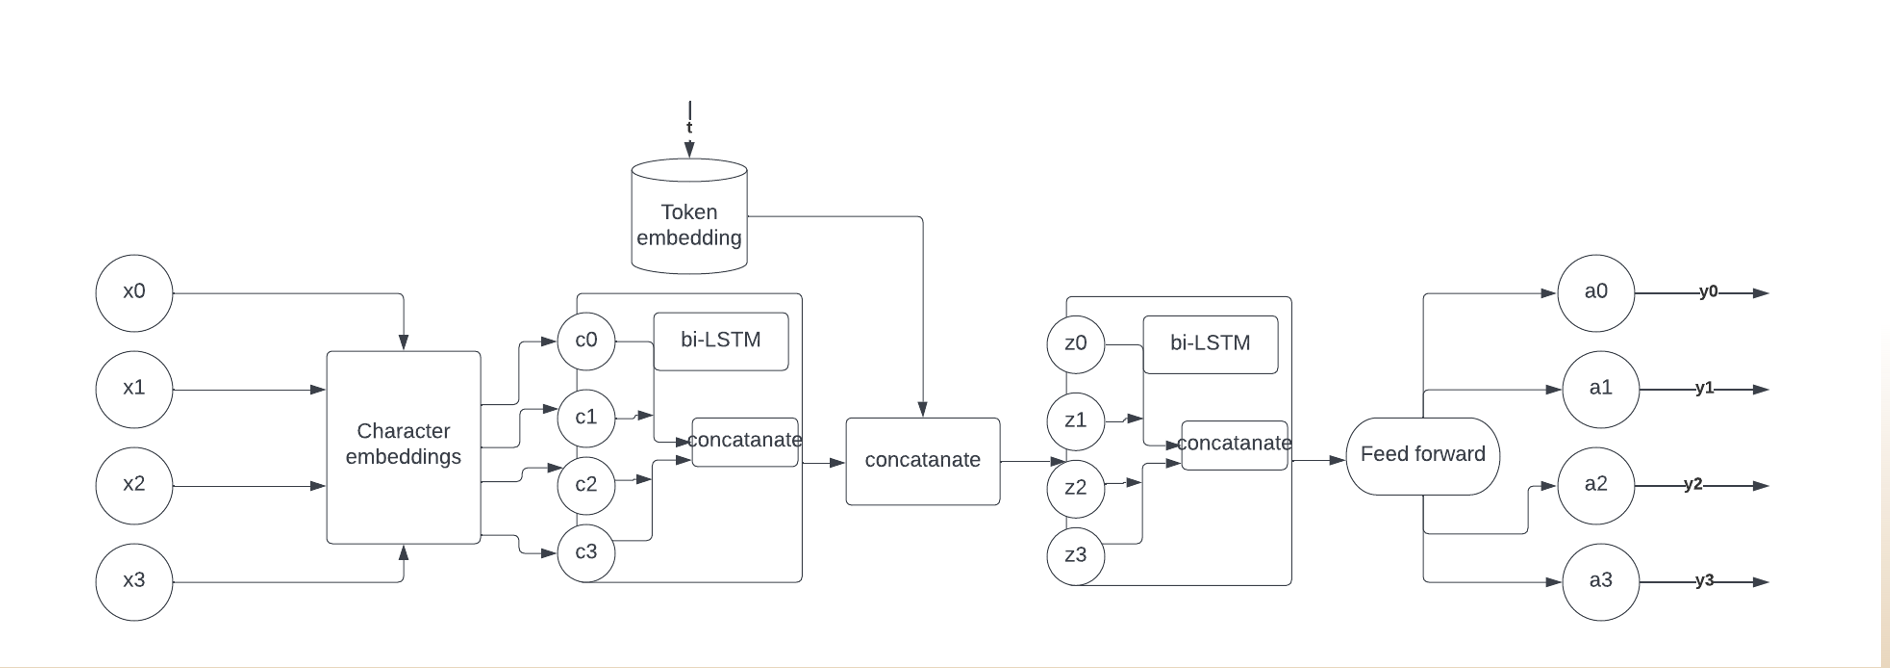 t
Token
embedding
x0
x1
x2
x3
Character
embeddings
c0
c1
c2
c3
bi-LSTM
concatanate
concatanate
z0
z1
z2
z3
bi-LSTM
concatanate
Feed forward
a0
a1
a2
a3
y0
y1
y2
y3